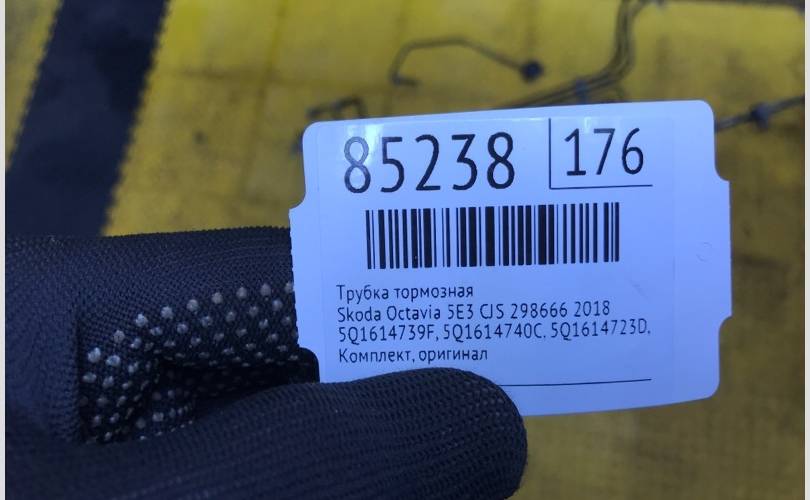 85238 176
Трубка тормозная
Skoda Octavia 5E3 CJS 298666 2018
5Q1614739F, 5Q1614740C, 5Q1614723D,
Комплект, оригинал